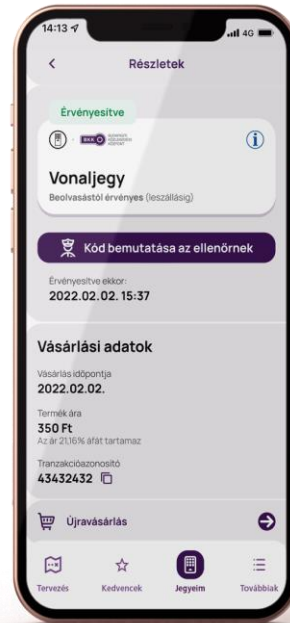 14:13
4G
Részletek
Érvényesítve
BKK
Vonaljegy
Beolvasástól érvényes (leszállásig)
Kód bemutatása az ellenőrnek
Érvényesítve ekkor:
2022.02.02. 15:37
Vásárlási adatok
Vásárlás időpontja
2022.02.02.
Termék ára
350 Ft
Az ár 21,16% áfát tartamaz
Tranzakcióazonosító
43432432
Újravásárlás
Tervezés Kedvencek Jegyeim Továbbiak